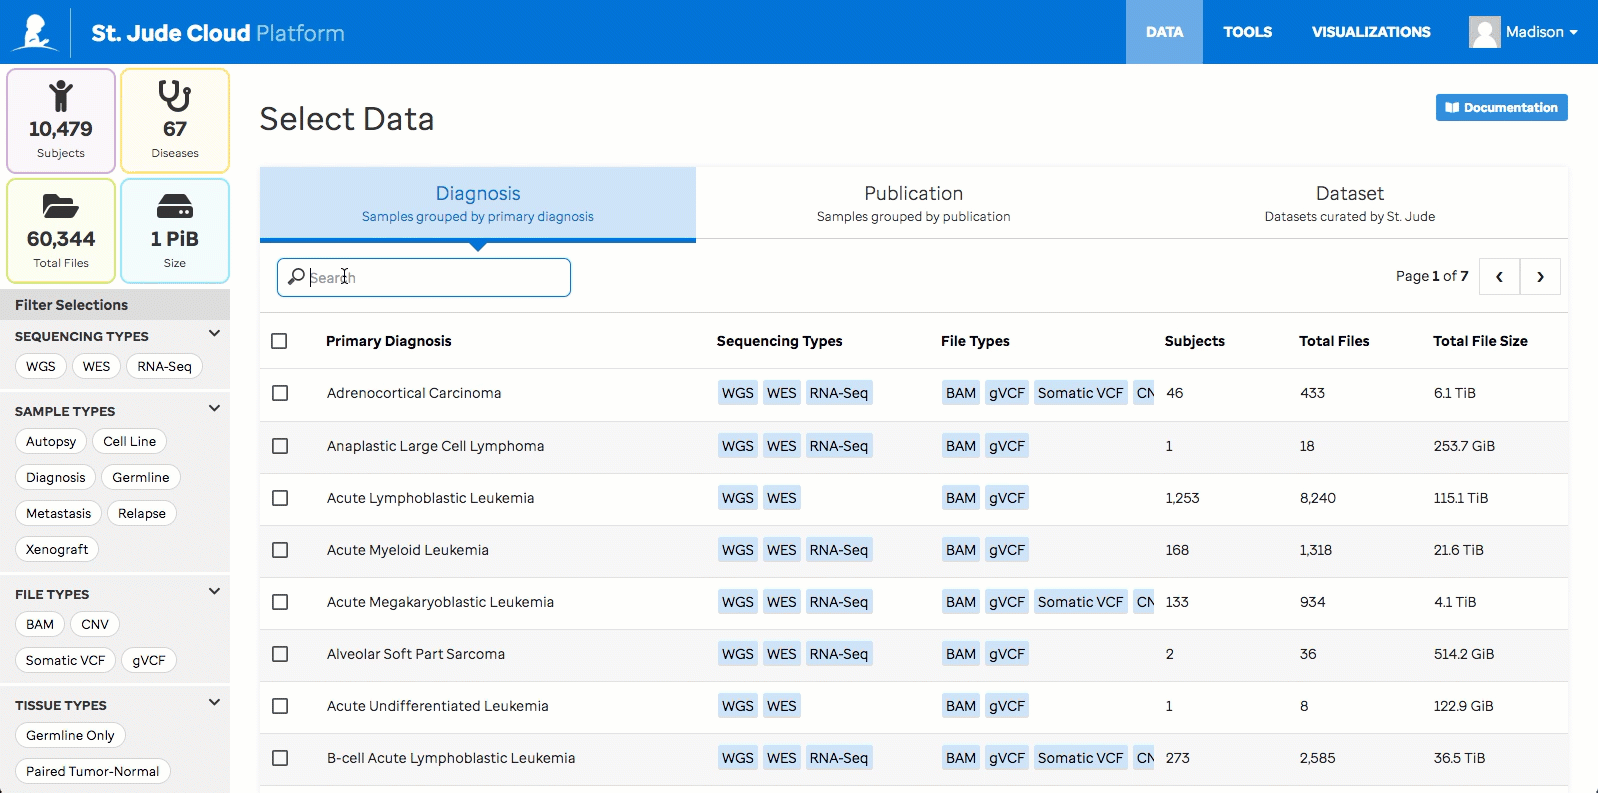 St. Jude Cloud Platform
DATA
TOOLS
VISUALIZATIONS
Madison
10,479
Subjects
67
Diseases
60,344
Total Files
1 PiB
Size
Filter Selections
SEQUENCING TYPES
WGS WES RNA-Seq
SAMPLE TYPES
Autopsy Cell Line
Diagnosis Germline
Metastasis Relapse
Xenograft
FILE TYPES
BAM CNV
Somatic VCF gVCF
TISSUE TYPES
Germline Only
Paired Tumor-Normal
Select Data
Documentation
Diagnosis
Samples grouped by primary diagnosis
Publication
Samples grouped by publication
Dataset
Datasets curated by St. Jude
Search
Page 1 of 7
Primary Diagnosis Sequencing Types File Types Subjects Total Files Total File Size
Adrenocortical Carcinoma WGS WES RNA-Seq BAM gVCF Somatic VCF CN 46 433 6.1 TiB
Anaplastic Large Cell Lymphoma WGS WES RNA-Seq BAM gVCF 1 18 253.7 GiB
Acute Lymphoblastic Leukemia WGS WES BAM gVCF 1,253 8,240 115.1 TiB
Acute Myeloid Leukemia WGS WES RNA-Seq BAM gVCF 168 1,318 21.6 TiB
Acute Megakaryoblastic Leukemia WGS WES RNA-Seq BAM gVCF Somatic VCF CN 133 934 4.1 TiB
Alveolar Soft Part Sarcoma WGS WES RNA-Seq BAM gVCF 2 36 514.2 GiB
Acute Undifferentiated Leukemia WGS WES BAM gVCF 1 8 122.9 GiB
B-cell Acute Lymphoblastic Leukemia WGS WES RNA-Seq BAM gVCF Somatic VCF CN 273 2,585 36.5 TiB